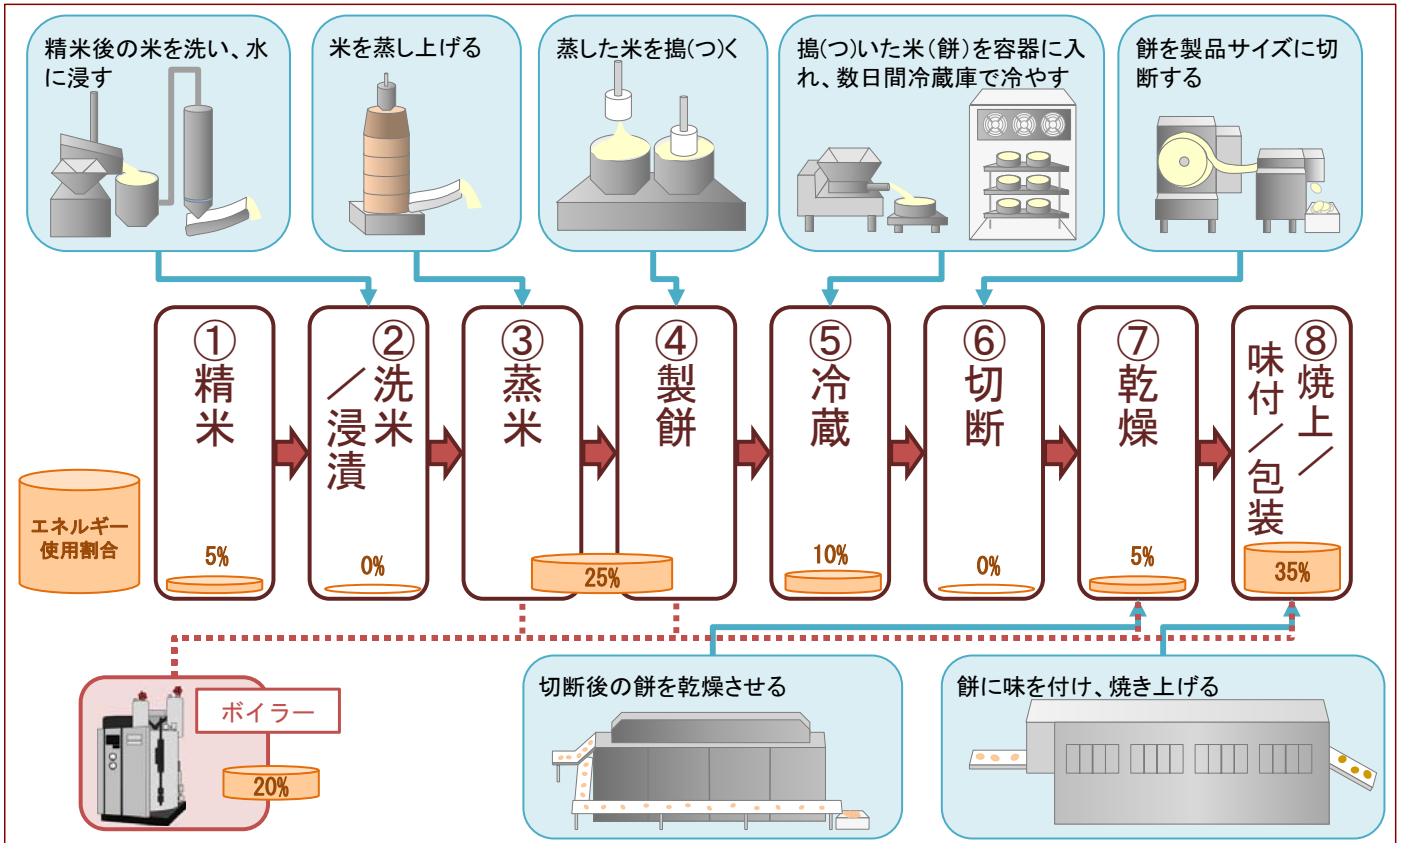 精米後の米を洗い、水
に浸す
米を蒸し上げる
蒸した米を搗(つ)く
搗(つ)いた米（餅）を容器に入
れ、数日間冷蔵庫で冷やす
餅を製品サイズに切
断する
①精米
②洗米
／浸漬
③蒸米
④製餅
⑤冷蔵
⑥切断
⑦乾燥
⑧焼上／
味付／包装
エネルギー
使用割合
5%
0%
25%
10%
0%
5%
35%
ボイラー
20%
切断後の餅を乾燥させる
餅に味を付け、焼き上げる